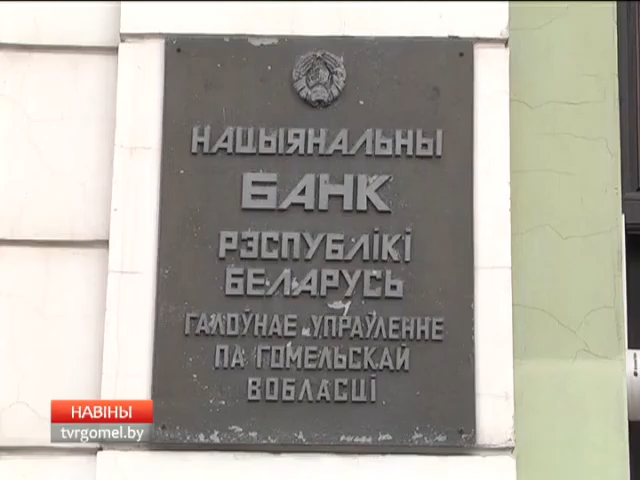 НАЦЫЯНАЛЬНЫ
БАНК
РЭСПУБЛІКІ
БЕЛАРУСЬ
ГАЛОЎНАЕ УПРАЎЛЕННЕ
ПА ГОМЕЛЬСКАЙ
ВОБЛАСЦІ
НАВІНЫ
tvrgomel.by